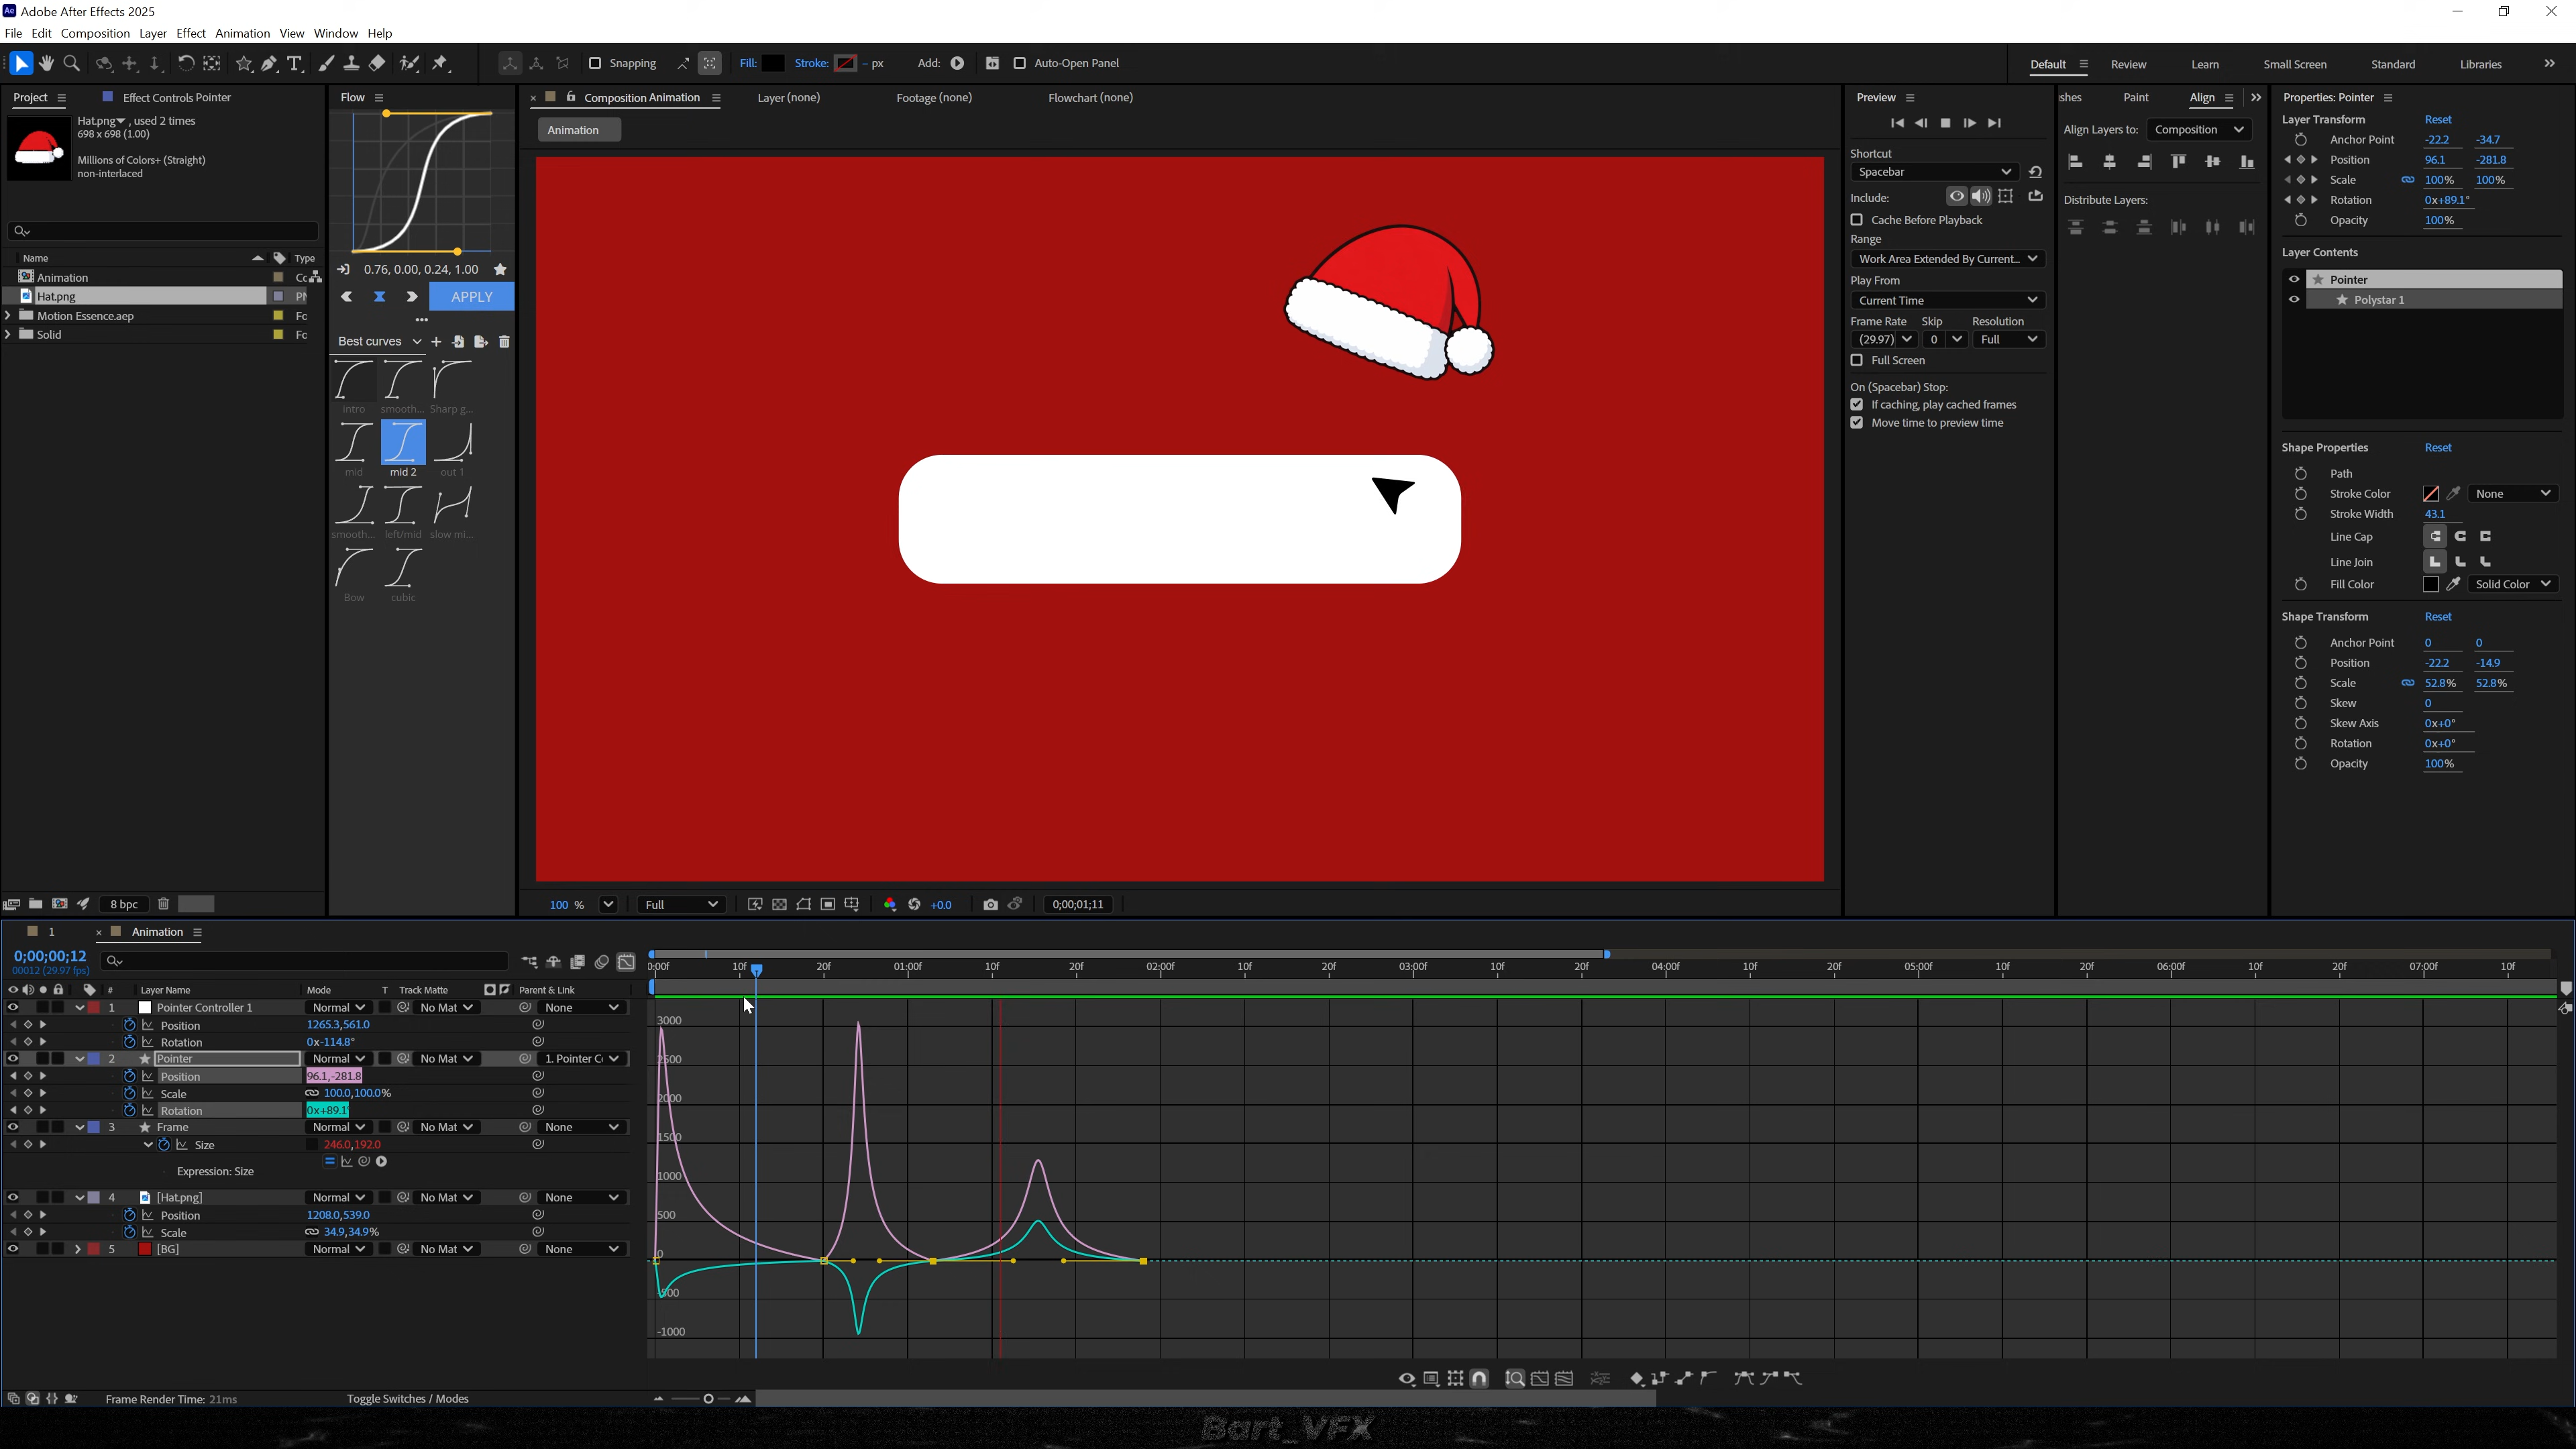 Adobe After Effects 2025
File Edit Composition Layer Effect Animation View Window Help
Snapping Fill: Stroke: – px Add: Auto-Open Panel Default Review Learn Small Screen Standard Libraries
Project Effect Controls Pointer
Hat.png, used 2 times
698 x 698 (1.00)
Millions of Colors+ (Straight)
non-interlaced
Name Type
Animation
Hat.png
Motion Essence.aep Fo
Solid Fo
8 bpc
Flow
0.76, 0.00, 0.24, 1.00
APPLY
Best curves
intro smooth... Sharp g...
mid mid 2 out 1
smooth... left/mid slow mi...
Bow cubic
Composition Animation Layer (none) Footage (none) Flowchart (none)
Animation
100 % Full +0.0 0;00;01;11
Preview
Shortcut
Spacebar
Include:
Cache Before Playback
Range
Work Area Extended By Current...
Play From
Current Time
Frame Rate Skip Resolution
(29.97) 0 Full
Full Screen
On (Spacebar) Stop:
If caching, play cached frames
Move time to preview time
shes Paint Align
Align Layers to: Composition
Distribute Layers:
Properties: Pointer
Layer Transform Reset
Anchor Point -22.2 -34.7
Position 96.1 -281.8
Scale 100% 100%
Rotation 0x+89.1°
Opacity 100%
Layer Contents
Pointer
Polystar 1
Shape Properties Reset
Path
Stroke Color None
Stroke Width 43.1
Line Cap
Line Join
Fill Color Solid Color
Shape Transform Reset
Anchor Point 0 0
Position -22.2 -14.9
Scale 52.8% 52.8%
Skew 0
Skew Axis 0x+0°
Rotation 0x+0°
Opacity 100%
1 Animation
0;00;00;12
00012 (29.97 fps)
# Layer Name Mode T Track Matte Parent & Link
1 Pointer Controller 1 Normal No Mat None
Position 1265.3,561.0
Rotation 0x-114.8°
2 Pointer Normal No Mat 1. Pointer C
Position 96.1,-281.8
Scale 100.0,100.0%
Rotation 0x+89.1°
3 Frame Normal No Mat None
Size 246.0,192.0
Expression: Size
4 [Hat.png] Normal No Mat None
Position 1208.0,539.0
Scale 34.9,34.9%
5 [BG] Normal No Mat None
0:00f 10f 20f 01:00f 10f 20f 02:00f 10f 20f 03:00f 10f 20f 04:00f 10f 20f 05:00f 10f 20f 06:00f 10f 20f 07:00f 10f
3000
2500
2000
1500
1000
500
0
-500
-1000
Frame Render Time: 21ms Toggle Switches / Modes
Bart_VFX